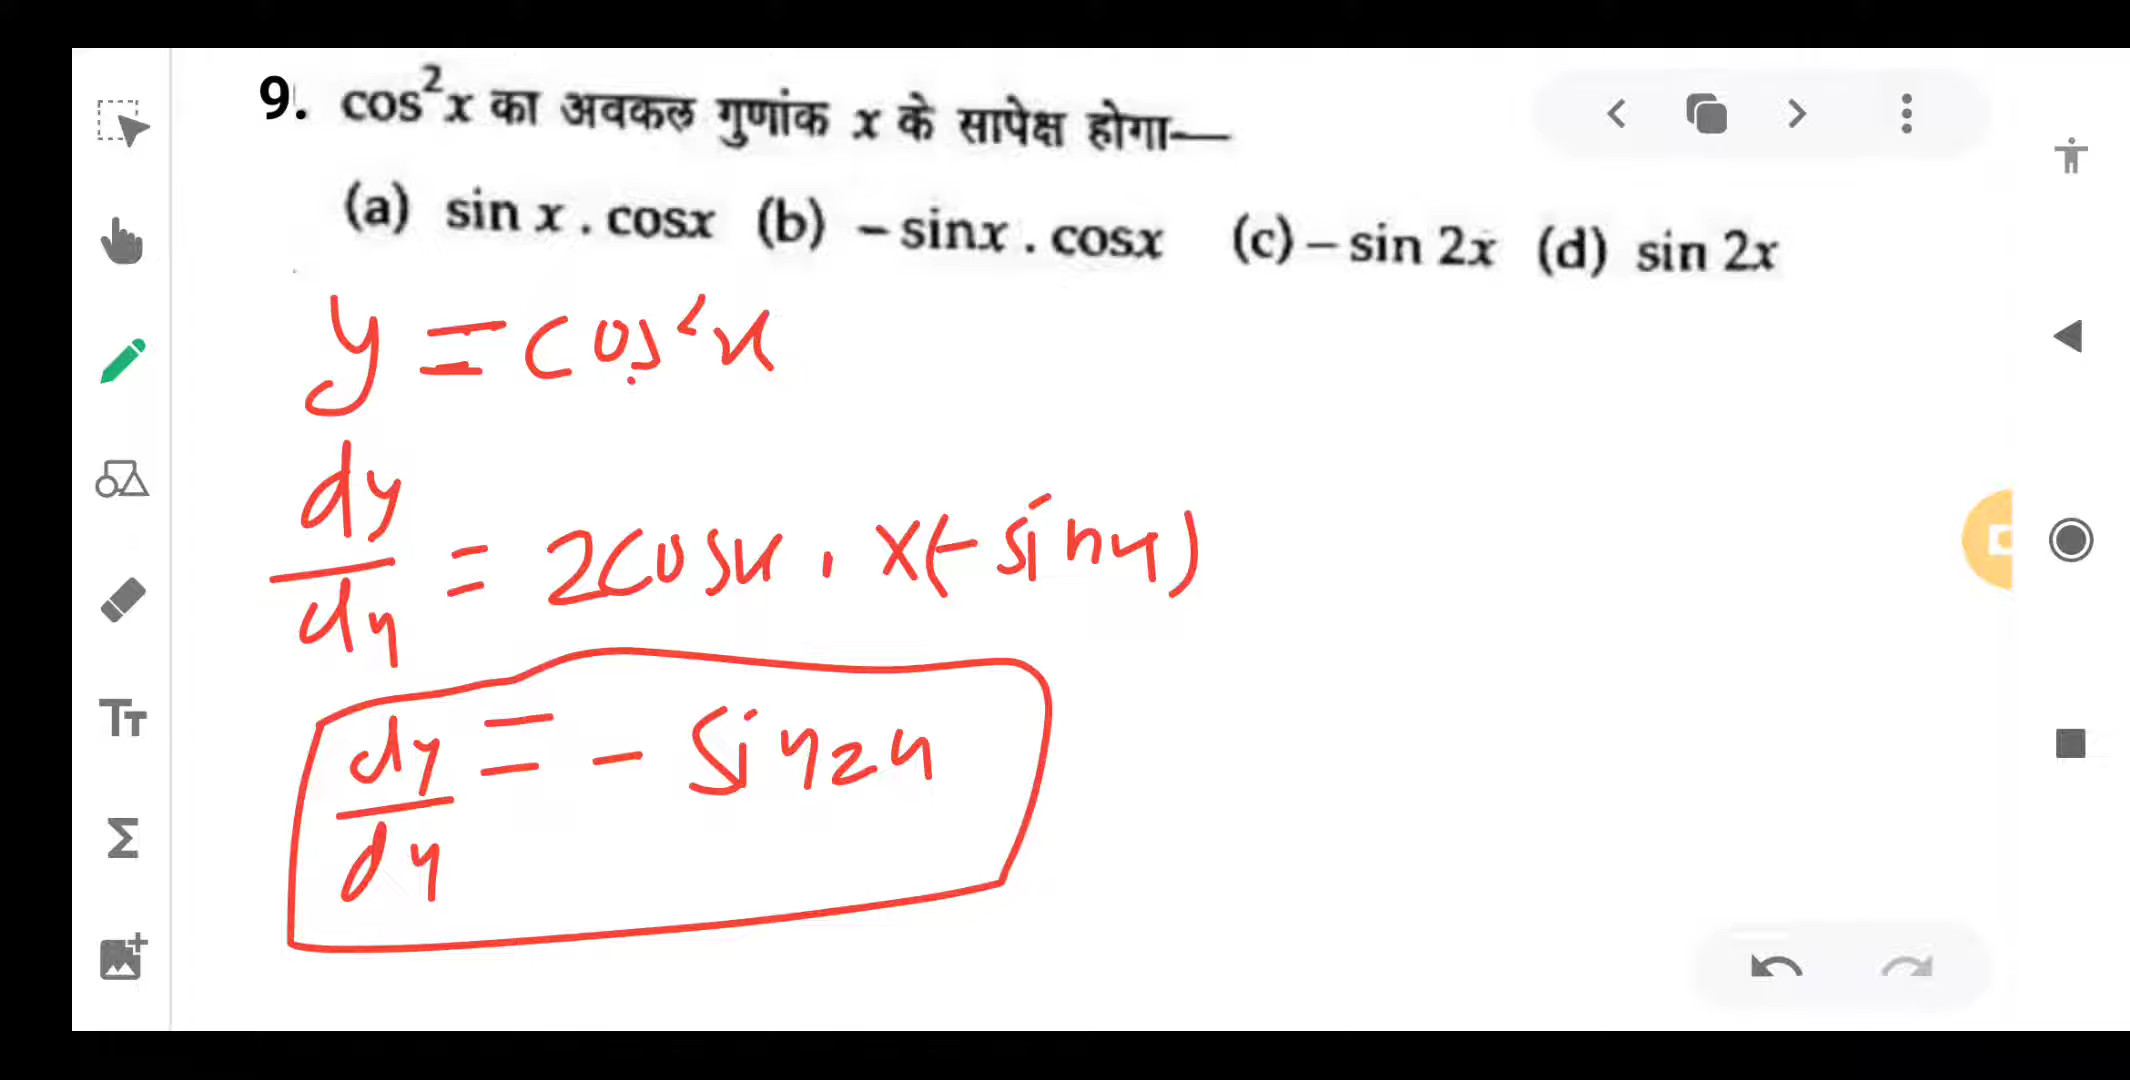 9. cos²x का अवकल गुणांक x के सापेक्ष होगा—
(a) sin x . cosx (b) – sinx . cosx (c) – sin 2x (d) sin 2x
y = cos²x
dy/dx = 2cosx . x(-sinx)
dy/dx = - sin2x